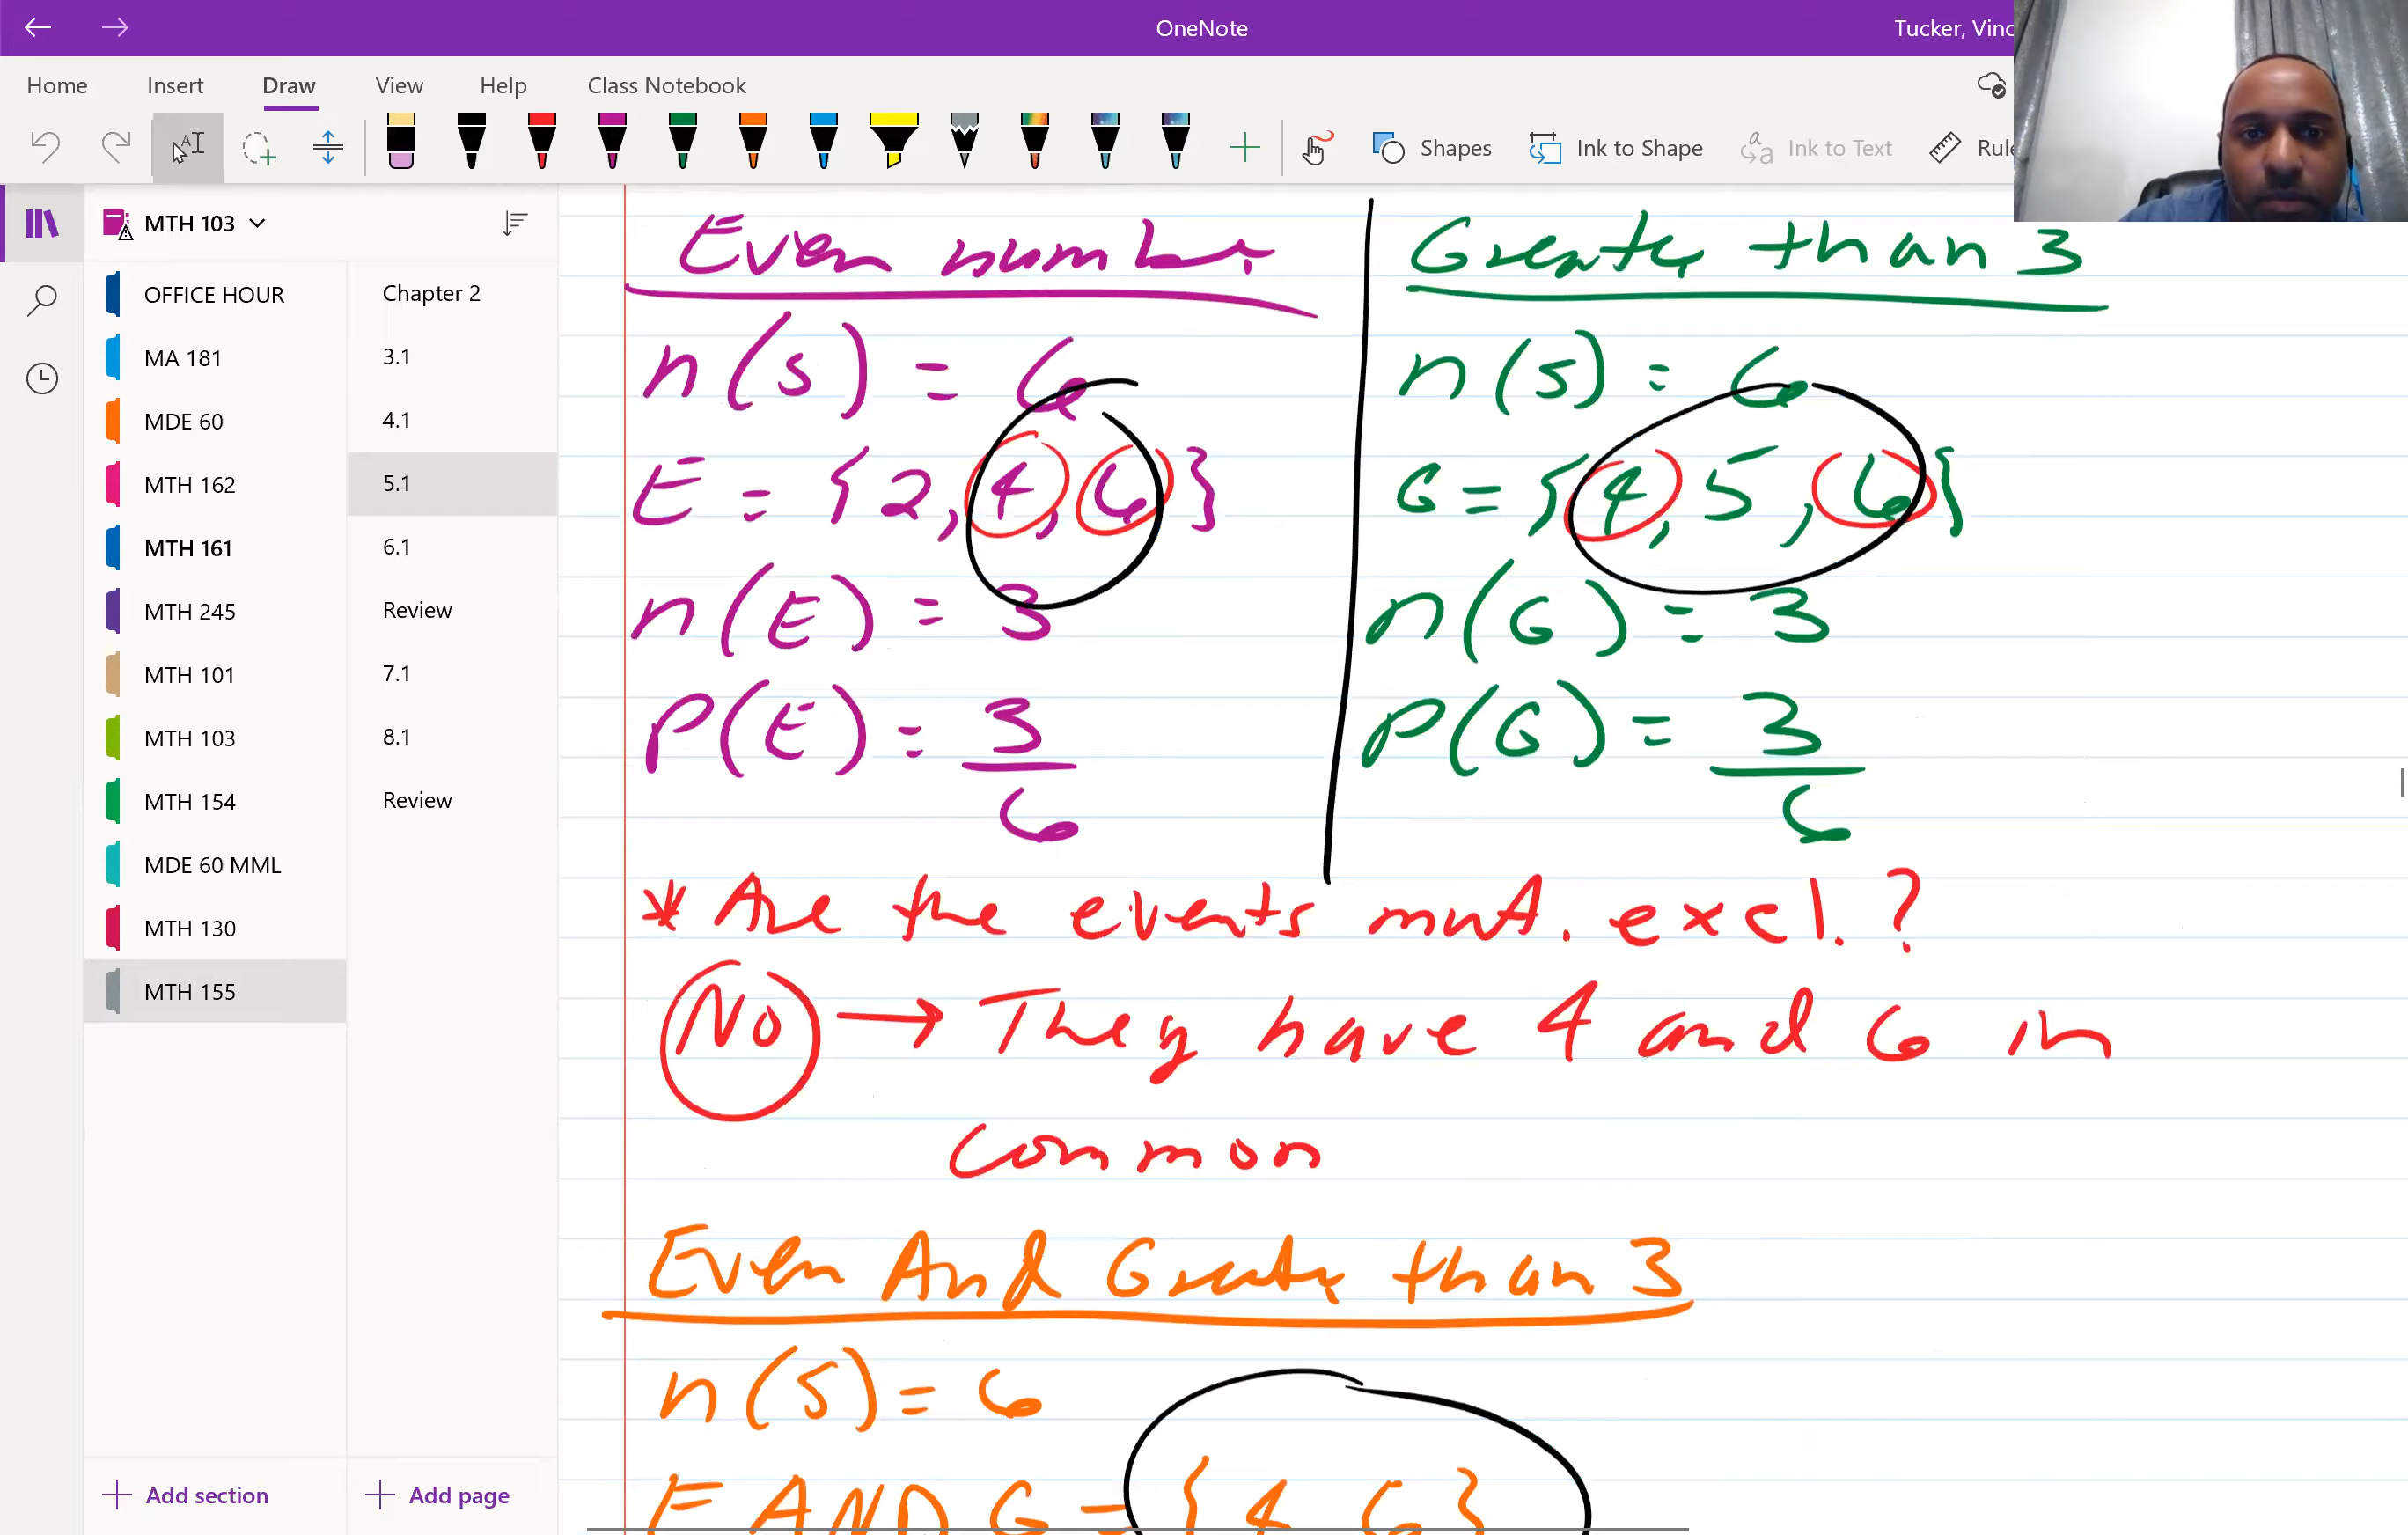 OneNote
Tucker, Vinc
Home Insert Draw View Help Class Notebook
Shapes Ink to Shape Ink to Text Rule
MTH 103
OFFICE HOUR
MA 181
MDE 60
MTH 162
MTH 161
MTH 245
MTH 101
MTH 103
MTH 154
MDE 60 MML
MTH 130
MTH 155
Add section
Chapter 2
3.1
4.1
5.1
6.1
Review
7.1
8.1
Review
Add page
Even number
n(s) = 6
E = {2, 4, 6}
n(E) = 3
P(E) = 3
6
Greater than 3
n(s) = 6
G = {4, 5, 6}
n(G) = 3
P(G) = 3
6
* Are the events mut. excl.?
No → They have 4 and 6 in
common
Even And Greater than 3
n(s) = 6
E AND G = {4 6}